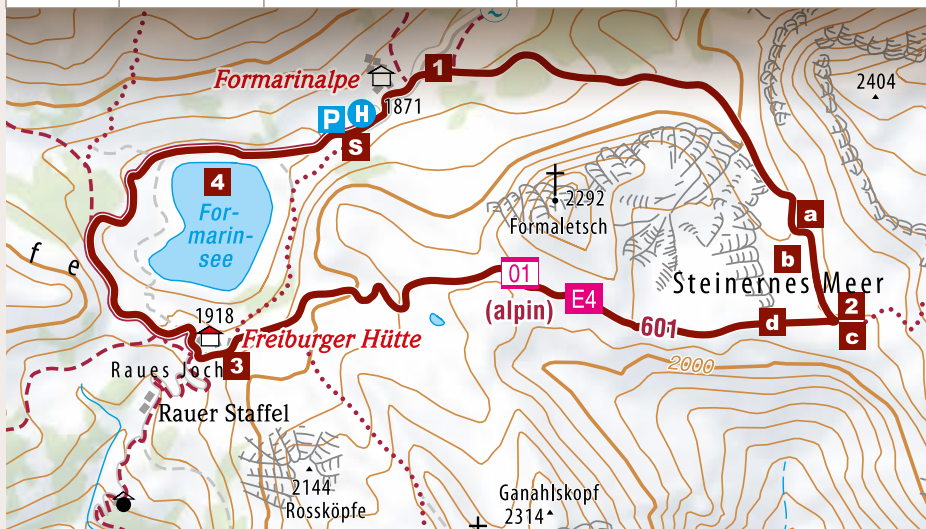 1
Formarinalpe
2404
P
H
1871
S
4
2292
Formaletsch
a
For-
marin-
see
f e
b
01
Steinernes Meer
E4
2
(alpin)
1918
601
d
c
Freiburger Hütte
3
Raues Joch
2000
Rauer Staffel
2144
Rossköpfe
Ganahlskopf
2314